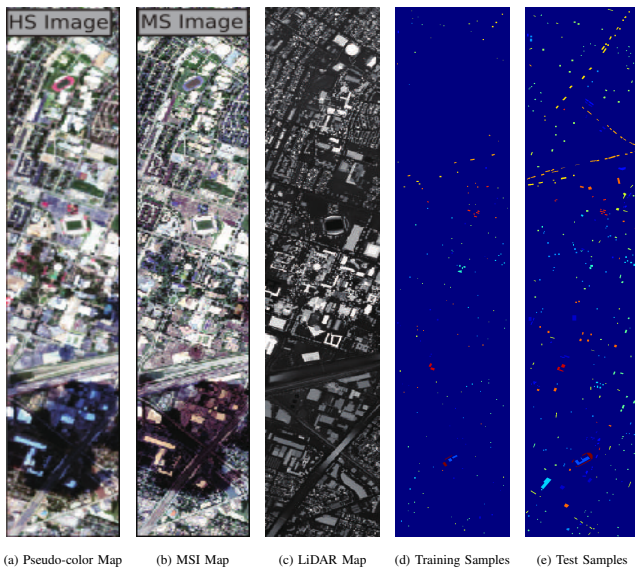 HS Image
MS Image
(a) Pseudo-color Map
(b) MSI Map
(c) LiDAR Map
(d) Training Samples
(e) Test Samples